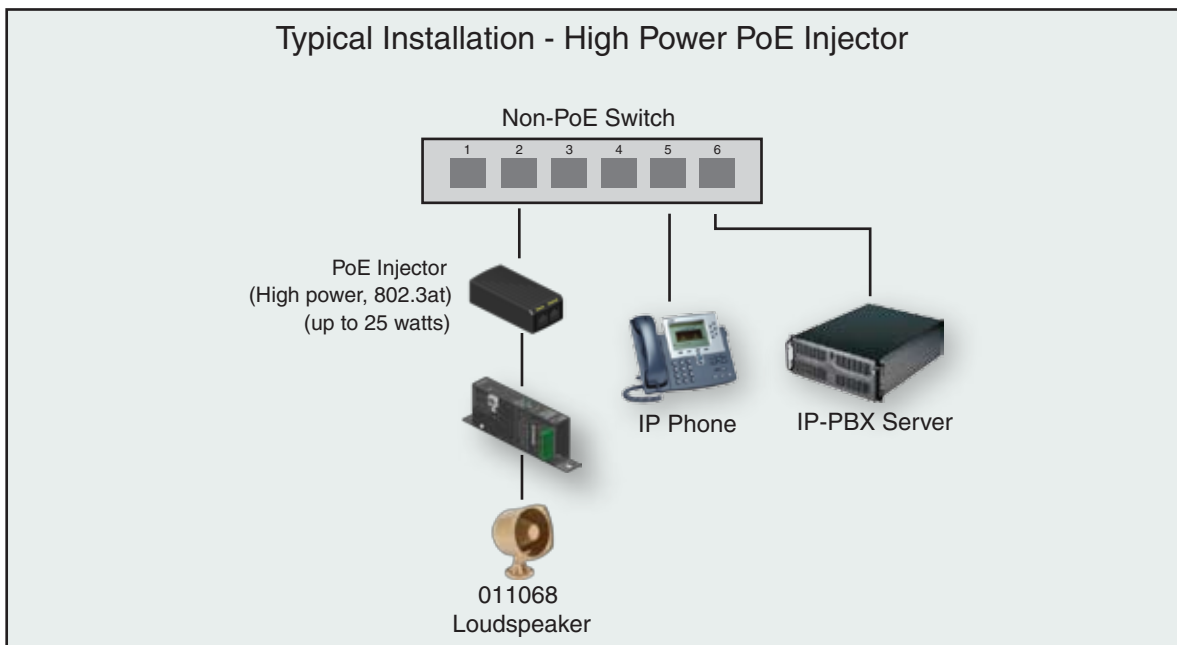 Typical Installation - High Power PoE Injector
Non-PoE Switch
1 2 3 4 5 6
PoE Injector
(High power, 802.3at)
(up to 25 watts)
IP Phone
IP-PBX Server
011068
Loudspeaker